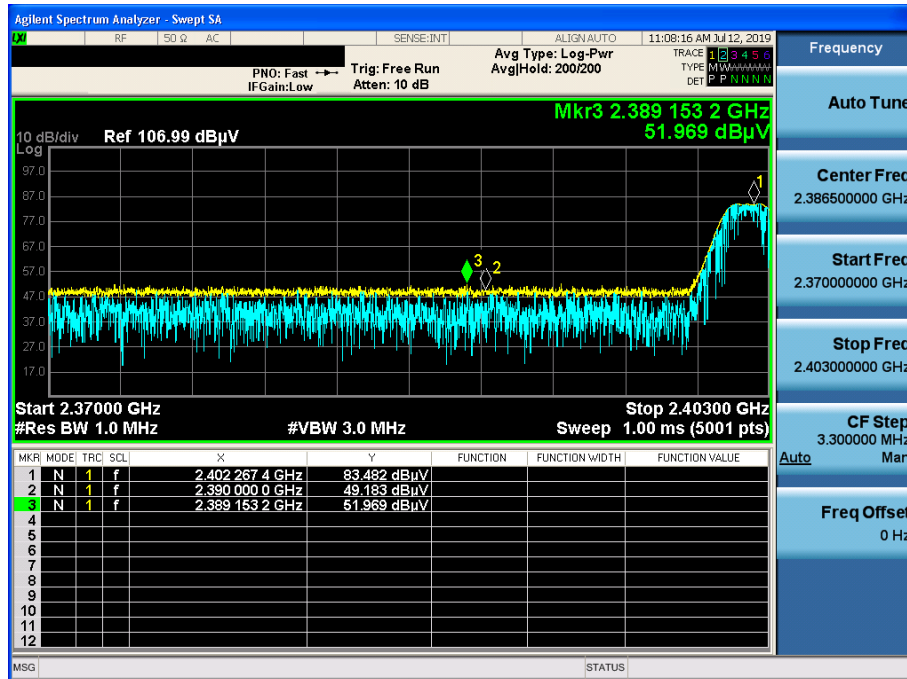 Agilent Spectrum Analyzer - Swept SA
LXI RF 50 Ω AC SENSE:INT ALIGN AUTO 11:08:16 AM Jul 12, 2019
PNO: Fast Trig: Free Run Avg Type: Log-Pwr TRACE 1 2 3 4 5 6
IFGain:Low Atten: 10 dB Avg|Hold: 200/200 TYPE M W
DET P P N N N N
Mkr3 2.389 153 2 GHz
51.969 dBµV
10 dB/div Ref 106.99 dBµV
Log
97.0
87.0
77.0
67.0
57.0
47.0
37.0
27.0
17.0
1
3 2
Start 2.37000 GHz Stop 2.40300 GHz
#Res BW 1.0 MHz #VBW 3.0 MHz Sweep 1.00 ms (5001 pts)
MKR MODE TRC SCL X Y FUNCTION FUNCTION WIDTH FUNCTION VALUE
1 N 1 f 2.402 267 4 GHz 83.482 dBµV
2 N 1 f 2.390 000 0 GHz 49.183 dBµV
3 N 1 f 2.389 153 2 GHz 51.969 dBµV
4
5
6
7
8
9
10
11
12
MSG STATUS
Frequency
Auto Tune
Center Freq
2.386500000 GHz
Start Freq
2.370000000 GHz
Stop Freq
2.403000000 GHz
CF Step
3.300000 MHz
Auto Man
Freq Offset
0 Hz